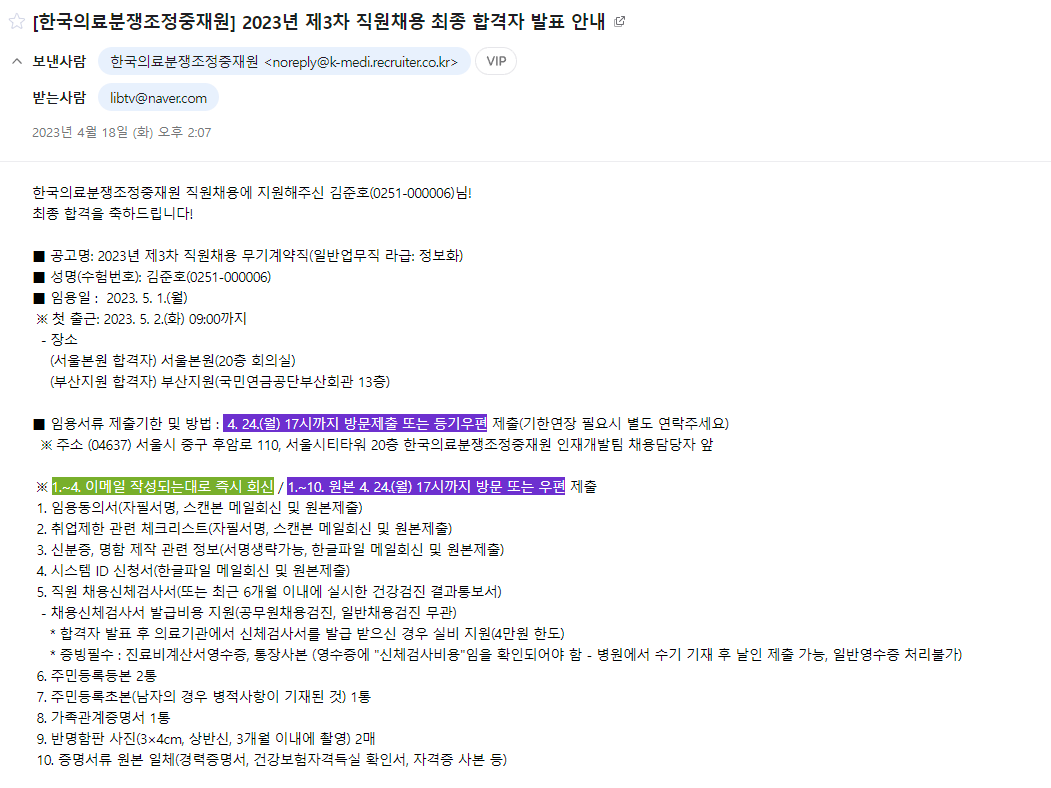 [한국의료분쟁조정중재원] 2023년 제3차 직원채용 최종 합격자 발표 안내
보낸사람 한국의료분쟁조정중재원 <noreply@k-medi.recruiter.co.kr> VIP
받는사람 libtv@naver.com
2023년 4월 18일 (화) 오후 2:07
한국의료분쟁조정중재원 직원채용에 지원해주신 김준호(0251-000006)님!
최종 합격을 축하드립니다!
■ 공고명: 2023년 제3차 직원채용 무기계약직(일반업무직 라급: 정보화)
■ 성명(수험번호): 김준호(0251-000006)
■ 임용일 : 2023. 5. 1.(월)
※ 첫 출근: 2023. 5. 2.(화) 09:00까지
- 장소
(서울본원 합격자) 서울본원(20층 회의실)
(부산지원 합격자) 부산지원(국민연금공단부산회관 13층)
■ 임용서류 제출기한 및 방법 : 4. 24.(월) 17시까지 방문제출 또는 등기우편 제출(기한연장 필요시 별도 연락주세요)
※ 주소 (04637) 서울시 중구 후암로 110, 서울시티타워 20층 한국의료분쟁조정중재원 인재개발팀 채용담당자 앞
※ 1.~4. 이메일 작성되는대로 즉시 회신 / 1.~10. 원본 4. 24.(월) 17시까지 방문 또는 우편 제출
1. 임용동의서(자필서명, 스캔본 메일회신 및 원본제출)
2. 취업제한 관련 체크리스트(자필서명, 스캔본 메일회신 및 원본제출)
3. 신분증, 명함 제작 관련 정보(서명생략가능, 한글파일 메일회신 및 원본제출)
4. 시스템 ID 신청서(한글파일 메일회신 및 원본제출)
5. 직원 채용신체검사서(또는 최근 6개월 이내에 실시한 건강검진 결과통보서)
- 채용신체검사서 발급비용 지원(공무원채용검진, 일반채용검진 무관)
* 합격자 발표 후 의료기관에서 신체검사서를 발급 받으신 경우 실비 지원(4만원 한도)
* 증빙필수 : 진료비계산서영수증, 통장사본 (영수증에 "신체검사비용"임을 확인되어야 함 - 병원에서 수기 기재 후 날인 제출 가능, 일반영수증 처리불가)
6. 주민등록등본 2통
7. 주민등록초본(남자의 경우 병적사항이 기재된 것) 1통
8. 가족관계증명서 1통
9. 반명함판 사진(3×4cm, 상반신, 3개월 이내에 촬영) 2매
10. 증명서류 원본 일체(경력증명서, 건강보험자격득실 확인서, 자격증 사본 등)